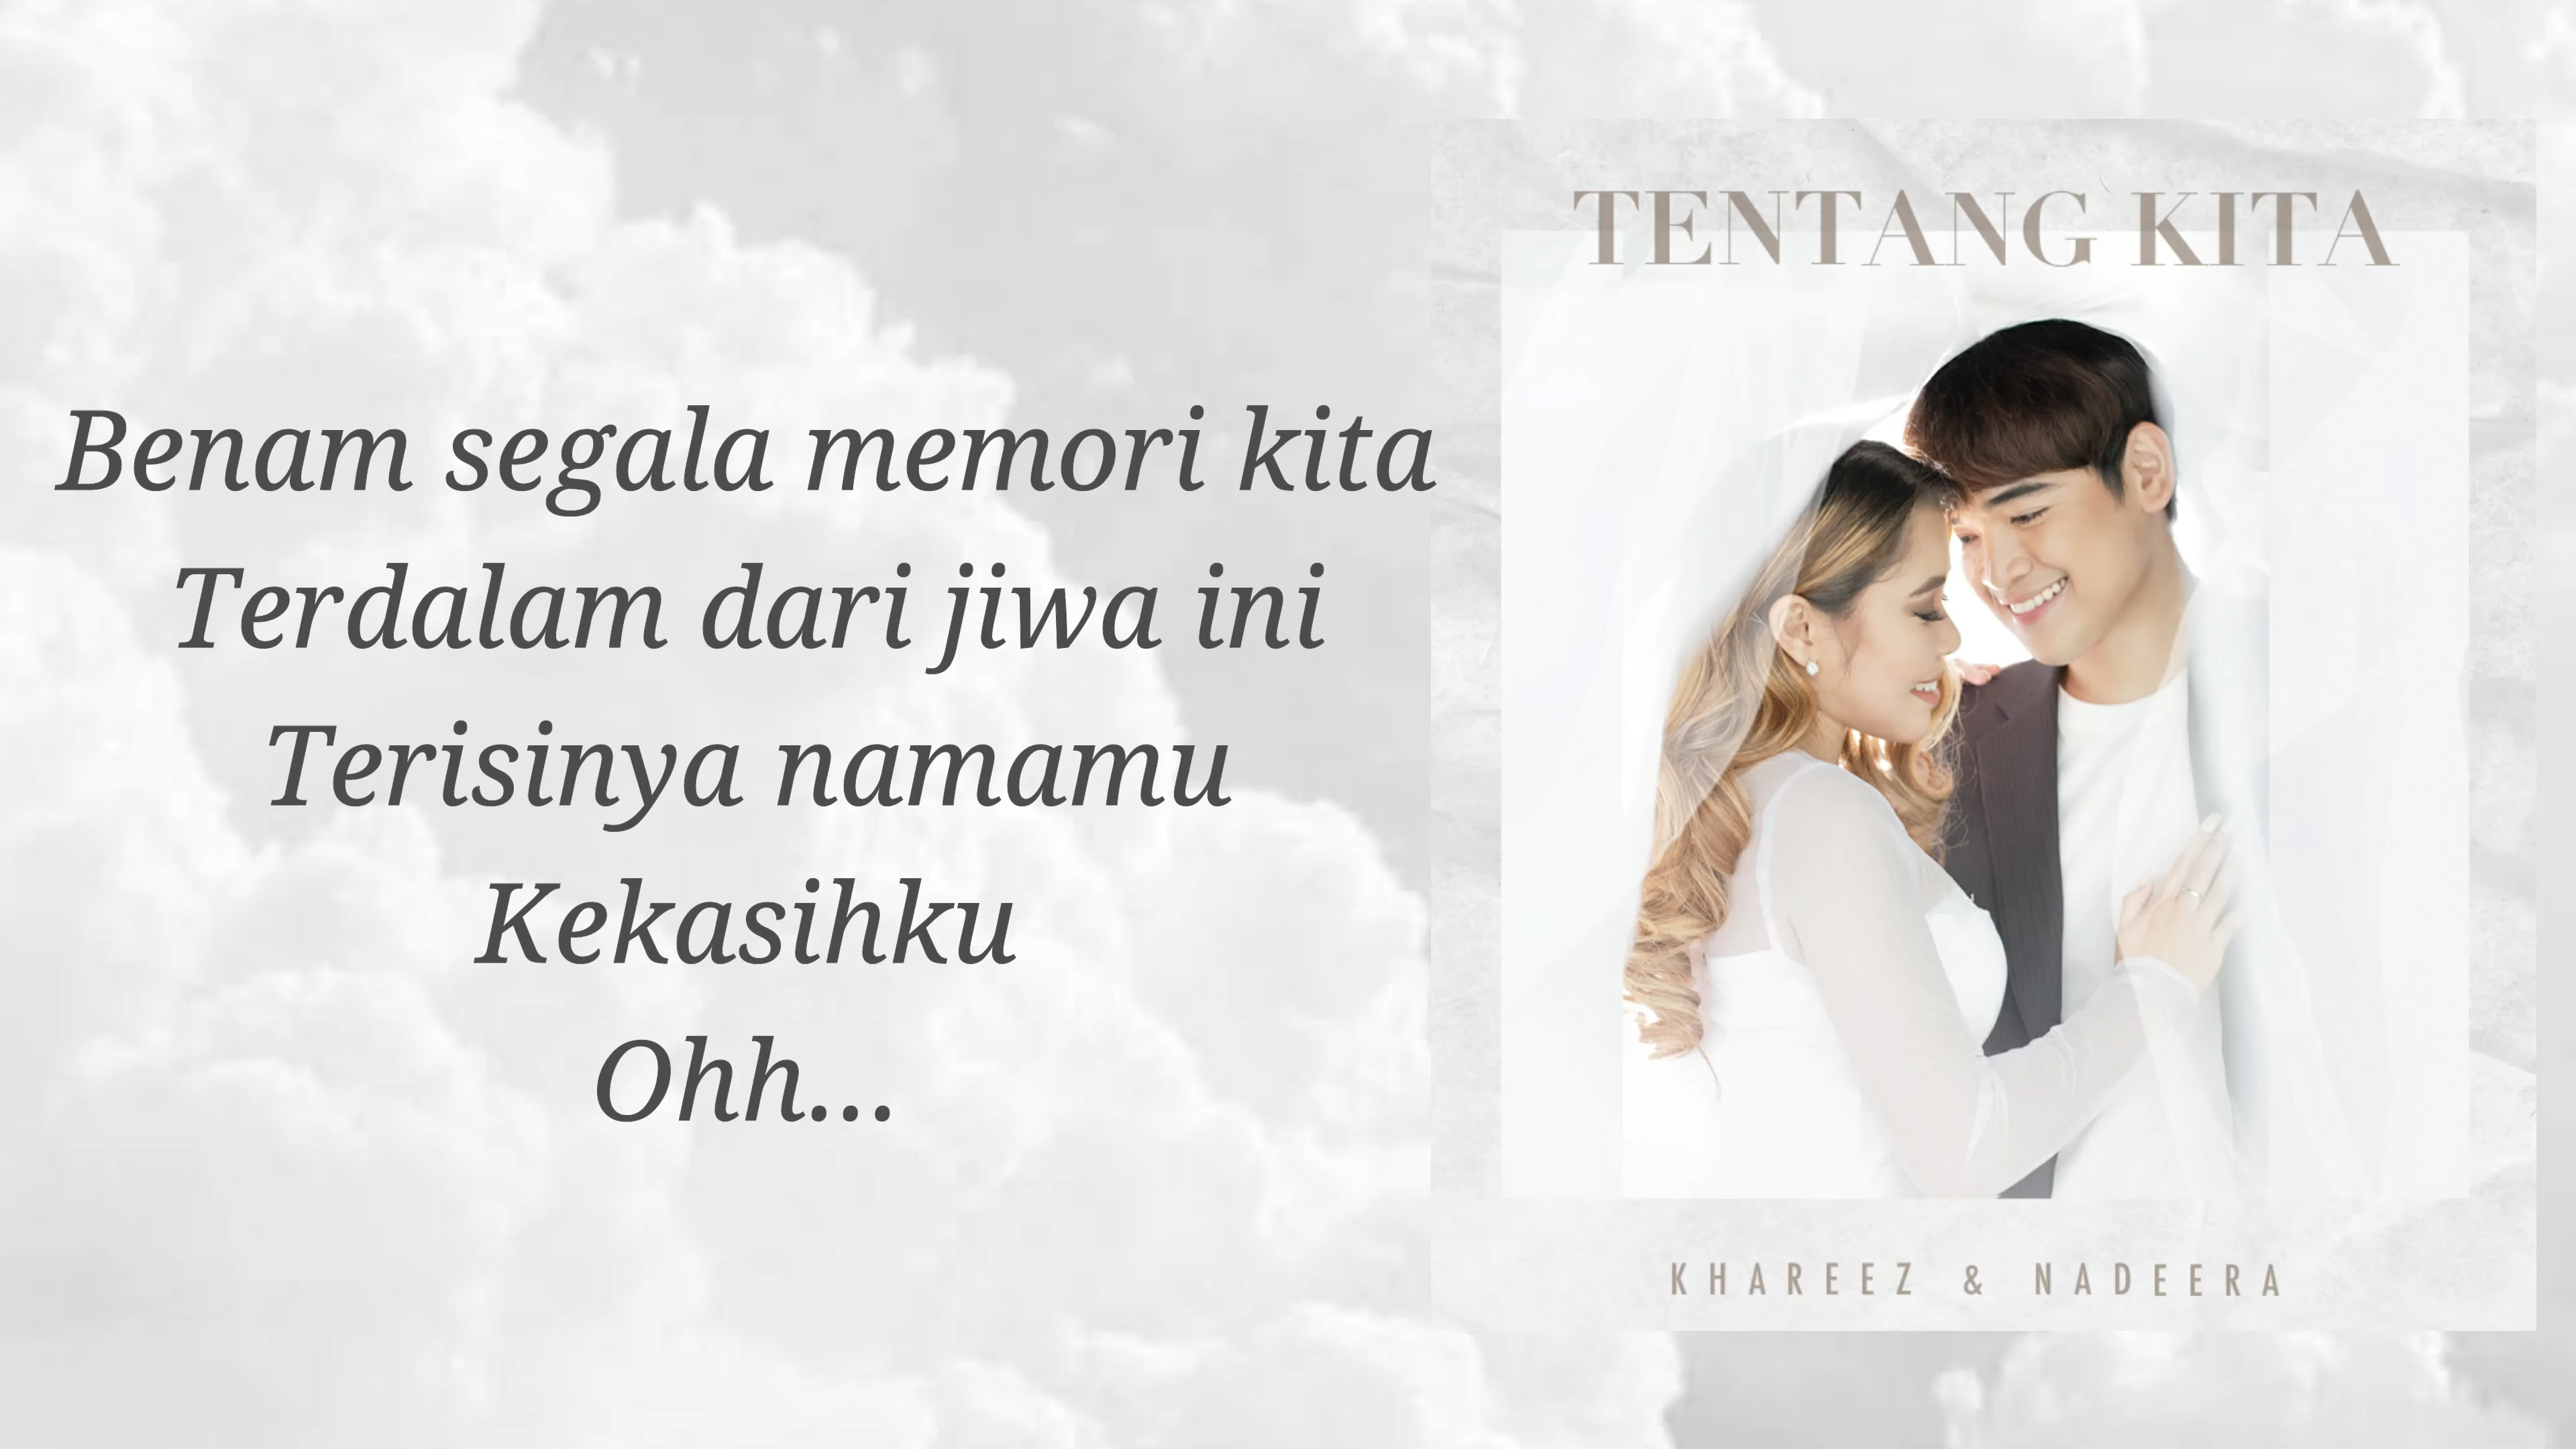 Benam segala memori kita
Terdalam dari jiwa ini
Terisinya namamu
Kekasihku
Ohh...
TENTANG KITA
KHAREEZ & NADEERA